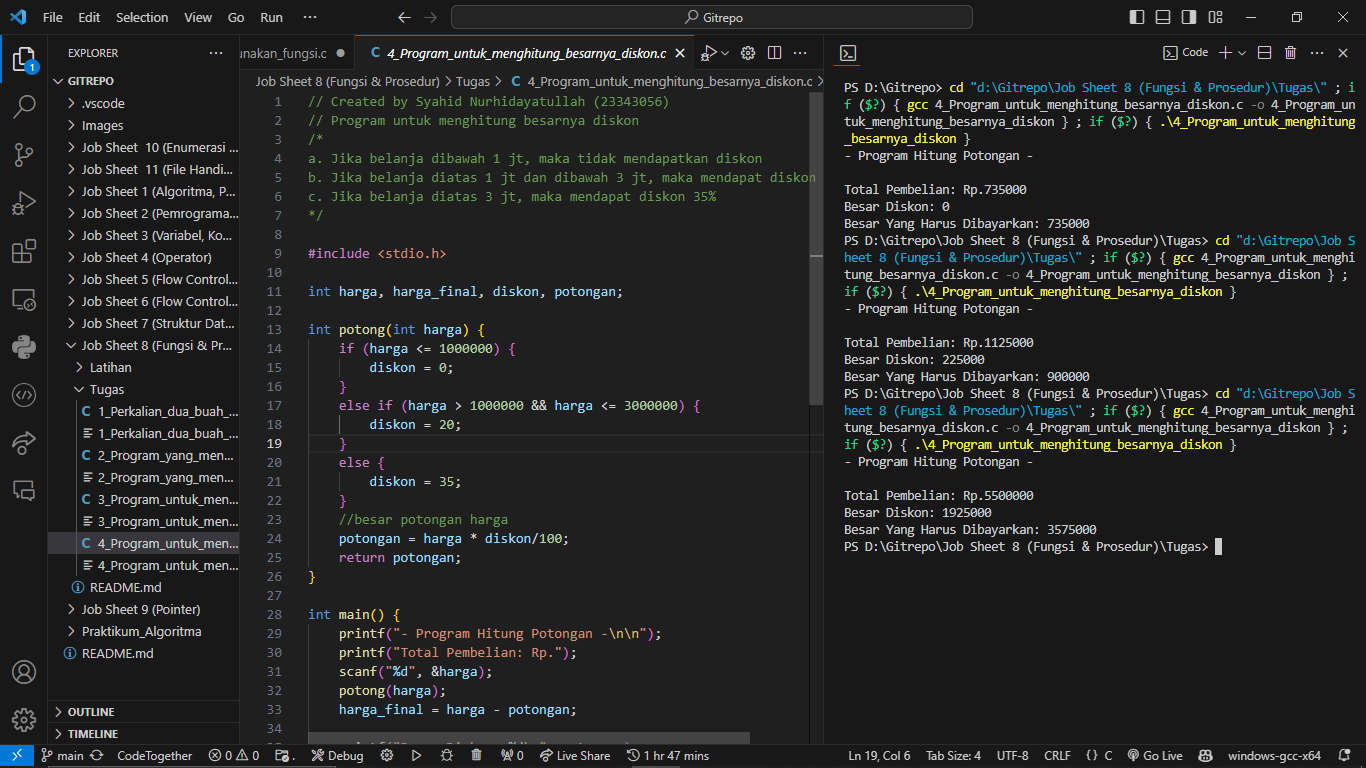 File Edit Selection View Go Run ··· Gitrepo
EXPLORER ···
GITREPO
.vscode
Images
Job Sheet 10 (Enumerasi ...
Job Sheet 11 (File Handi...
Job Sheet 1 (Algoritma, P...
Job Sheet 2 (Pemrograma...
Job Sheet 3 (Variabel, Ko...
Job Sheet 4 (Operator)
Job Sheet 5 (Flow Control...
Job Sheet 6 (Flow Control...
Job Sheet 7 (Struktur Dat...
Job Sheet 8 (Fungsi & Pr...
Latihan
Tugas
C 1_Perkalian_dua_buah_...
1_Perkalian_dua_buah_...
C 2_Program_yang_men...
2_Program_yang_men...
C 3_Program_untuk_men...
3_Program_untuk_men...
C 4_Program_untuk_men...
4_Program_untuk_men...
README.md
Job Sheet 9 (Pointer)
Praktikum_Algoritma
README.md
OUTLINE
TIMELINE
unakan_fungsi.c ● C 4_Program_untuk_menghitung_besarnya_diskon.c
Job Sheet 8 (Fungsi & Prosedur) > Tugas > C 4_Program_untuk_menghitung_besarnya_diskon.c >
1 // Created by Syahid Nurhidayatullah (23343056)
2 // Program untuk menghitung besarnya diskon
3 /*
4 a. Jika belanja dibawah 1 jt, maka tidak mendapatkan diskon
5 b. Jika belanja diatas 1 jt dan dibawah 3 jt, maka mendapat diskon
6 c. Jika belanja diatas 3 jt, maka mendapat diskon 35%
7 */
8
9 #include <stdio.h>
10
11 int harga, harga_final, diskon, potongan;
12
13 int potong(int harga) {
14 if (harga <= 1000000) {
15 diskon = 0;
16 }
17 else if (harga > 1000000 && harga <= 3000000) {
18 diskon = 20;
19 }
20 else {
21 diskon = 35;
22 }
23 //besar potongan harga
24 potongan = harga * diskon/100;
25 return potongan;
26 }
27
28 int main() {
29 printf("- Program Hitung Potongan -\n\n");
30 printf("Total Pembelian: Rp.");
31 scanf("%d", &harga);
32 potong(harga);
33 harga_final = harga - potongan;
34
Code
PS D:\Gitrepo> cd "d:\Gitrepo\Job Sheet 8 (Fungsi & Prosedur)\Tugas\" ; i
f ($?) { gcc 4_Program_untuk_menghitung_besarnya_diskon.c -o 4_Program_un
tuk_menghitung_besarnya_diskon } ; if ($?) { .\4_Program_untuk_menghitung
_besarnya_diskon }
- Program Hitung Potongan -
Total Pembelian: Rp.735000
Besar Diskon: 0
Besar Yang Harus Dibayarkan: 735000
PS D:\Gitrepo\Job Sheet 8 (Fungsi & Prosedur)\Tugas> cd "d:\Gitrepo\Job S
heet 8 (Fungsi & Prosedur)\Tugas\" ; if ($?) { gcc 4_Program_untuk_menghi
tung_besarnya_diskon.c -o 4_Program_untuk_menghitung_besarnya_diskon } ;
if ($?) { .\4_Program_untuk_menghitung_besarnya_diskon }
- Program Hitung Potongan -
Total Pembelian: Rp.1125000
Besar Diskon: 225000
Besar Yang Harus Dibayarkan: 900000
PS D:\Gitrepo\Job Sheet 8 (Fungsi & Prosedur)\Tugas> cd "d:\Gitrepo\Job S
heet 8 (Fungsi & Prosedur)\Tugas\" ; if ($?) { gcc 4_Program_untuk_menghi
tung_besarnya_diskon.c -o 4_Program_untuk_menghitung_besarnya_diskon } ;
if ($?) { .\4_Program_untuk_menghitung_besarnya_diskon }
- Program Hitung Potongan -
Total Pembelian: Rp.5500000
Besar Diskon: 1925000
Besar Yang Harus Dibayarkan: 3575000
PS D:\Gitrepo\Job Sheet 8 (Fungsi & Prosedur)\Tugas>
main CodeTogether 0 0 Debug 0 Live Share 1 hr 47 mins Ln 19, Col 6 Tab Size: 4 UTF-8 CRLF {} C Go Live windows-gcc-x64